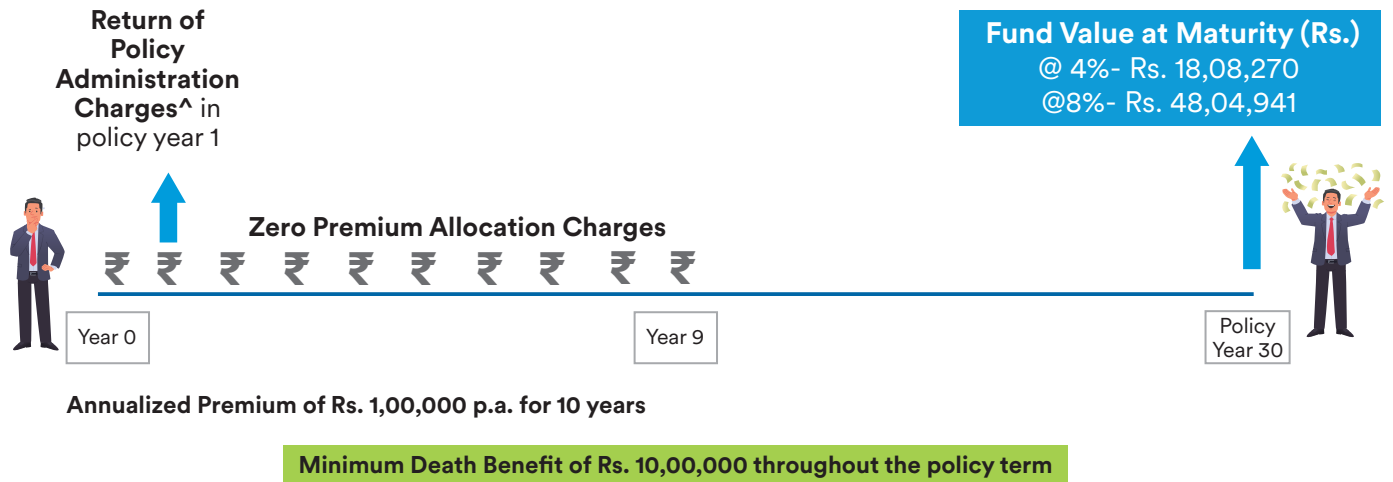 Return of
Policy
Administration
Charges^ in
policy year 1
Fund Value at Maturity (Rs.)
@ 4%- Rs. 18,08,270
@8%- Rs. 48,04,941
Zero Premium Allocation Charges
₹ ₹ ₹ ₹ ₹ ₹ ₹ ₹ ₹ ₹
Year 0
Year 9
Policy
Year 30
Annualized Premium of Rs. 1,00,000 p.a. for 10 years
Minimum Death Benefit of Rs. 10,00,000 throughout the policy term